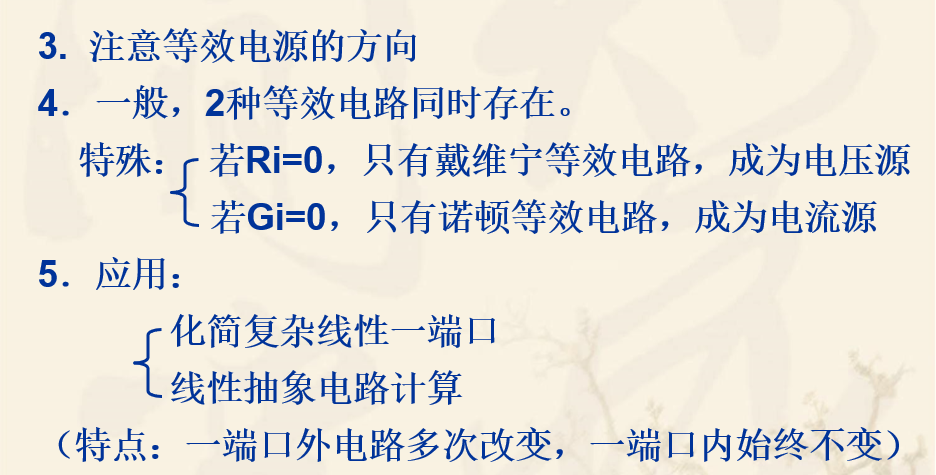 3. 注意等效电源的方向
4. 一般，2种等效电路同时存在。
特殊：若Ri=0，只有戴维宁等效电路，成为电压源
若Gi=0，只有诺顿等效电路，成为电流源
5. 应用：
化简复杂线性一端口
线性抽象电路计算
（特点：一端口外电路多次改变，一端口内始终不变）